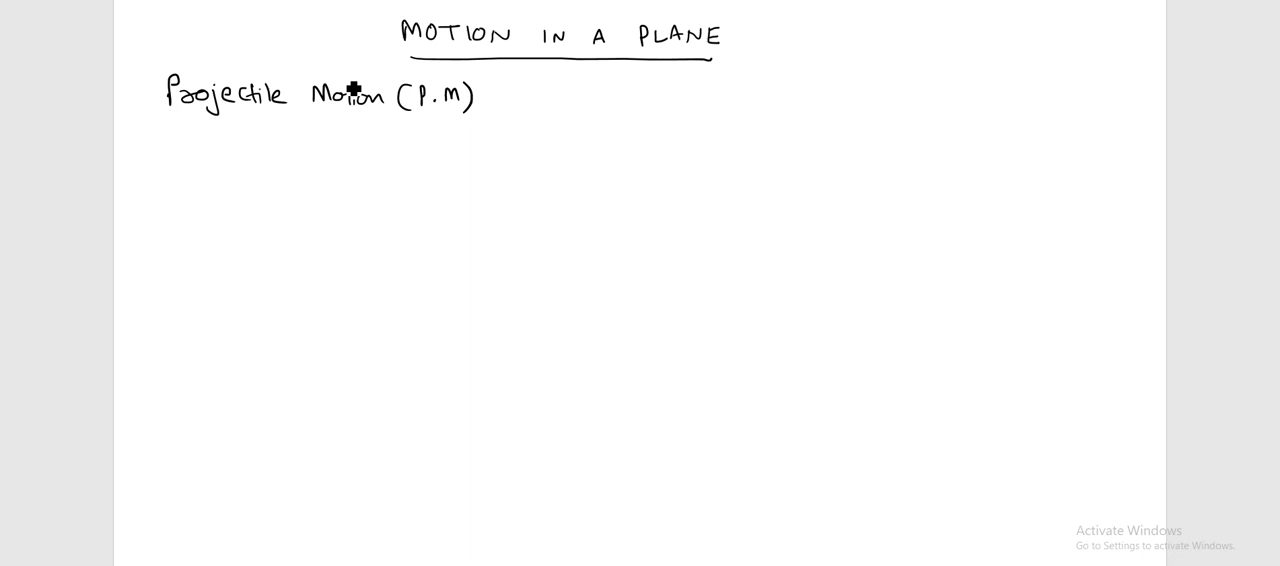 MOTION IN A PLANE
Projectile Motion (P.M)
Activate Windows
Go to Settings to activate Windows.